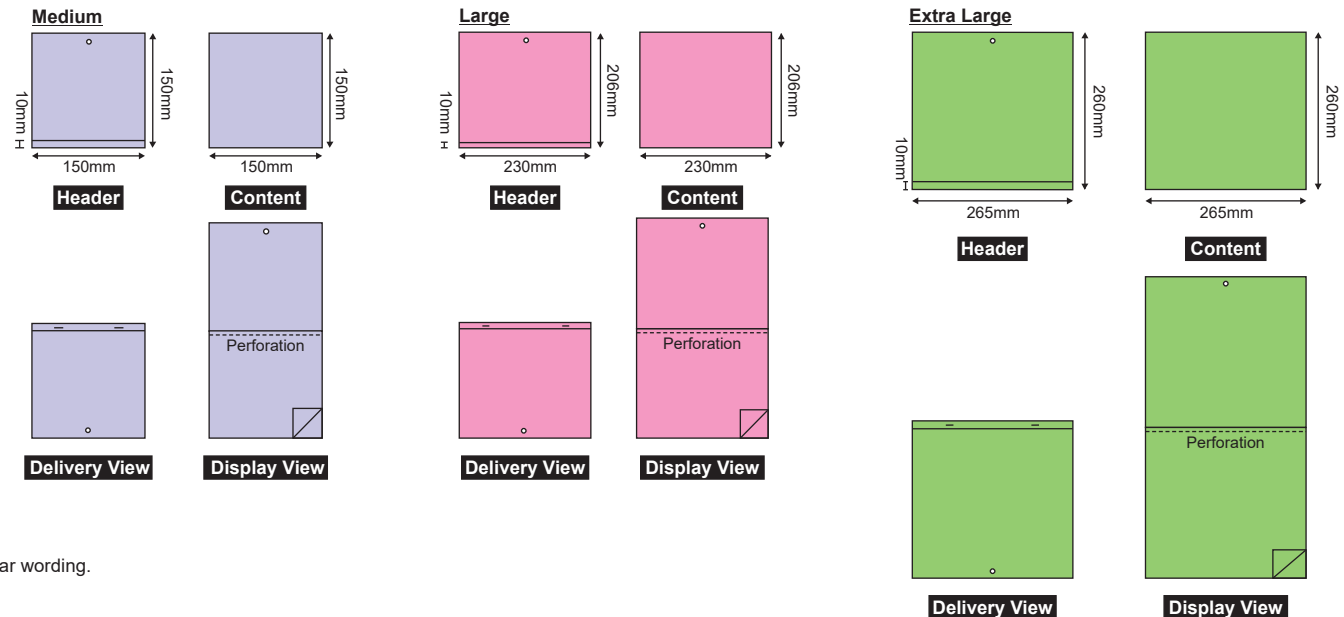 Medium
10mm
150mm
150mm
Header
150mm
150mm
Content
Delivery View
Perforation
Display View
Large
10mm
206mm
230mm
Header
206mm
230mm
Content
Delivery View
Perforation
Display View
Extra Large
10mm
260mm
265mm
Header
260mm
265mm
Content
Delivery View
Perforation
Display View
ar wording.